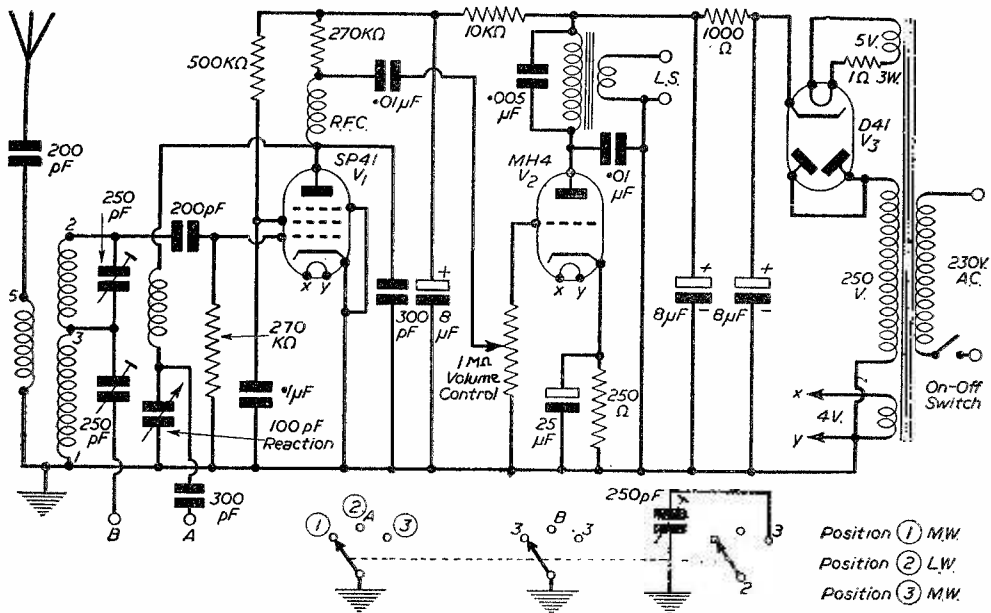 200
pF
5
2
3
1
250
pF
200pF
250
pF
270
KΩ
100pF
Reaction
300
pF
B
A
500KΩ
270KΩ
·01μF
R.F.C.
SP41
V1
x y
·1μF
300
pF
+
8
μF
10KΩ
·005
μF
L.S.
MH4
V2
·01
μF
x y
1MΩ
Volume
Control
25
μF
250
Ω
1000
Ω
+
8μF
−
+
8μF
−
5V.
1Ω 3W.
D41
V3
250
V.
230V.
A.C.
On-Off
Switch
x
4V.
y
1
2
A
3
3
B
3
250pF
3
2
Position 1 M.W.
Position 2 L.W.
Position 3 M.W.